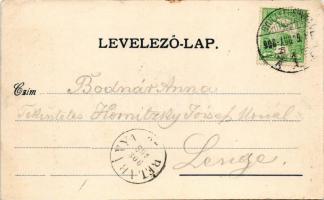 LEVELEZŐ-LAP.
Czim Bodnár Anna
Tekintetes Hornitzky József Urnál
Lenge.